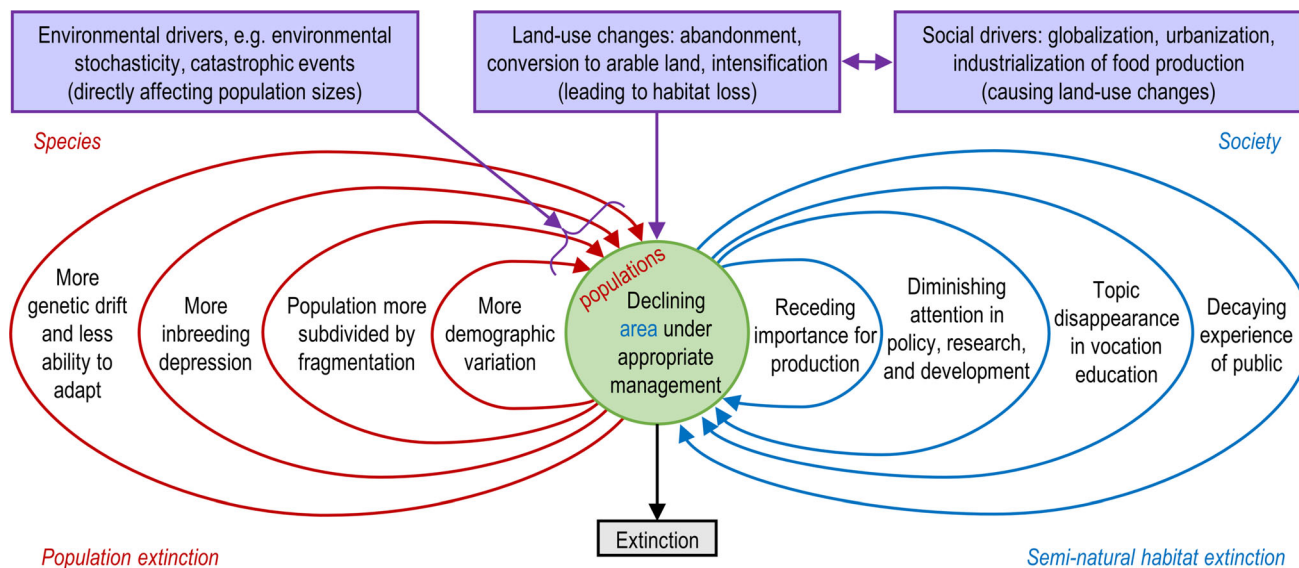 Environmental drivers, e.g. environmental
stochasticity, catastrophic events
(directly affecting population sizes)
Land-use changes: abandonment,
conversion to arable land, intensification
(leading to habitat loss)
Social drivers: globalization, urbanization,
industrialization of food production
(causing land-use changes)
Species
Society
More
genetic drift
and less
ability to
adapt
More
inbreeding
depression
Population more
subdivided by
fragmentation
More
demographic
variation
populations
Declining
area under
appropriate
management
Receding
importance for
production
Diminishing
attention in
policy, research,
and development
Topic
disappearance
in vocation
education
Decaying
experience
of public
Extinction
Population extinction
Semi-natural habitat extinction